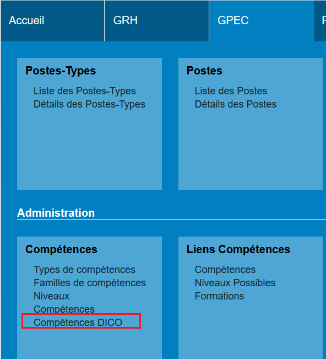 Accueil GRH GPEC
Postes-Types
Liste des Postes-Types
Détails des Postes-Types
Postes
Liste des Postes
Détails des Postes
Administration
Compétences
Types de compétences
Familles de compétences
Niveaux
Compétences
Compétences DICO
Liens Compétences
Compétences
Niveaux Possibles
Formations